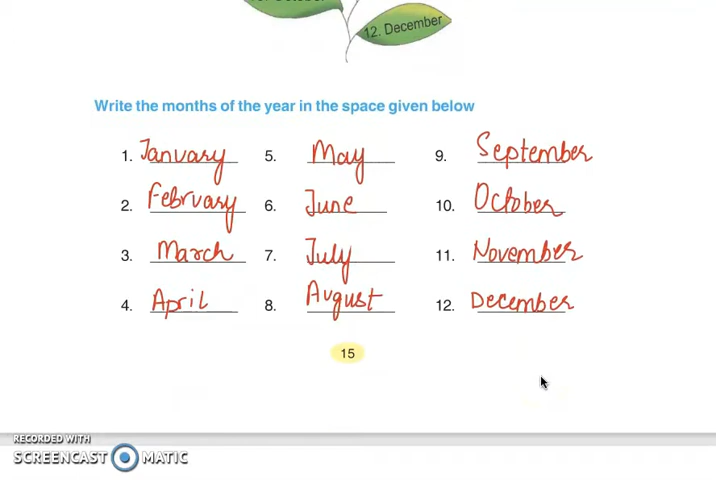 12. December
Write the months of the year in the space given below
1. January 5. May 9. September
2. February 6. June 10. October
3. March 7. July 11. November
4. April 8. August 12. December
15
RECORDED WITH
SCREENCAST MATIC